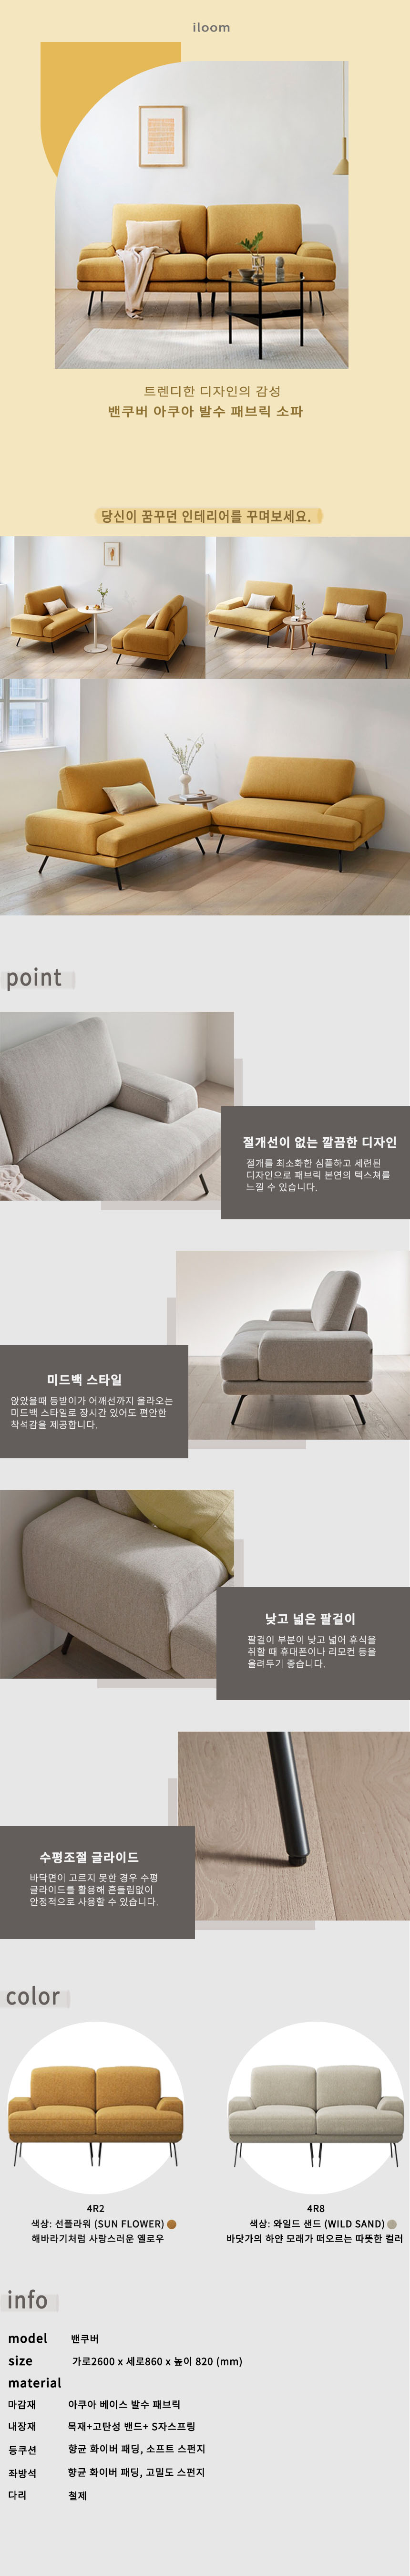 iloom
트렌디한 디자인의 감성
밴쿠버 아쿠아 발수 패브릭 소파
당신이 꿈꾸던 인테리어를 꾸며보세요.
point
절개선이 없는 깔끔한 디자인
절개를 최소화한 심플하고 세련된
디자인으로 패브릭 본연의 텍스쳐를
느낄 수 있습니다.
미드백 스타일
앉았을때 등받이가 어깨선까지 올라오는
미드백 스타일로 장시간 있어도 편안한
착석감을 제공합니다.
낮고 넓은 팔걸이
팔걸이 부분이 낮고 넓어 휴식을
취할 때 휴대폰이나 리모컨 등을
올려두기 좋습니다.
수평조절 글라이드
바닥면이 고르지 못한 경우 수평
글라이드를 활용해 흔들림없이
안정적으로 사용할 수 있습니다.
color
4R2
색상: 선플라워 (SUN FLOWER)
해바라기처럼 사랑스러운 옐로우
4R8
색상: 와일드 샌드 (WILD SAND)
바닷가의 하얀 모래가 떠오르는 따뜻한 컬러
info
model 밴쿠버
size 가로2600 x 세로860 x 높이 820 (mm)
material
마감재 아쿠아 베이스 발수 패브릭
내장재 목재+고탄성 밴드+ S자스프링
등쿠션 향균 화이버 패딩, 소프트 스펀지
좌방석 향균 화이버 패딩, 고밀도 스펀지
다리 철제